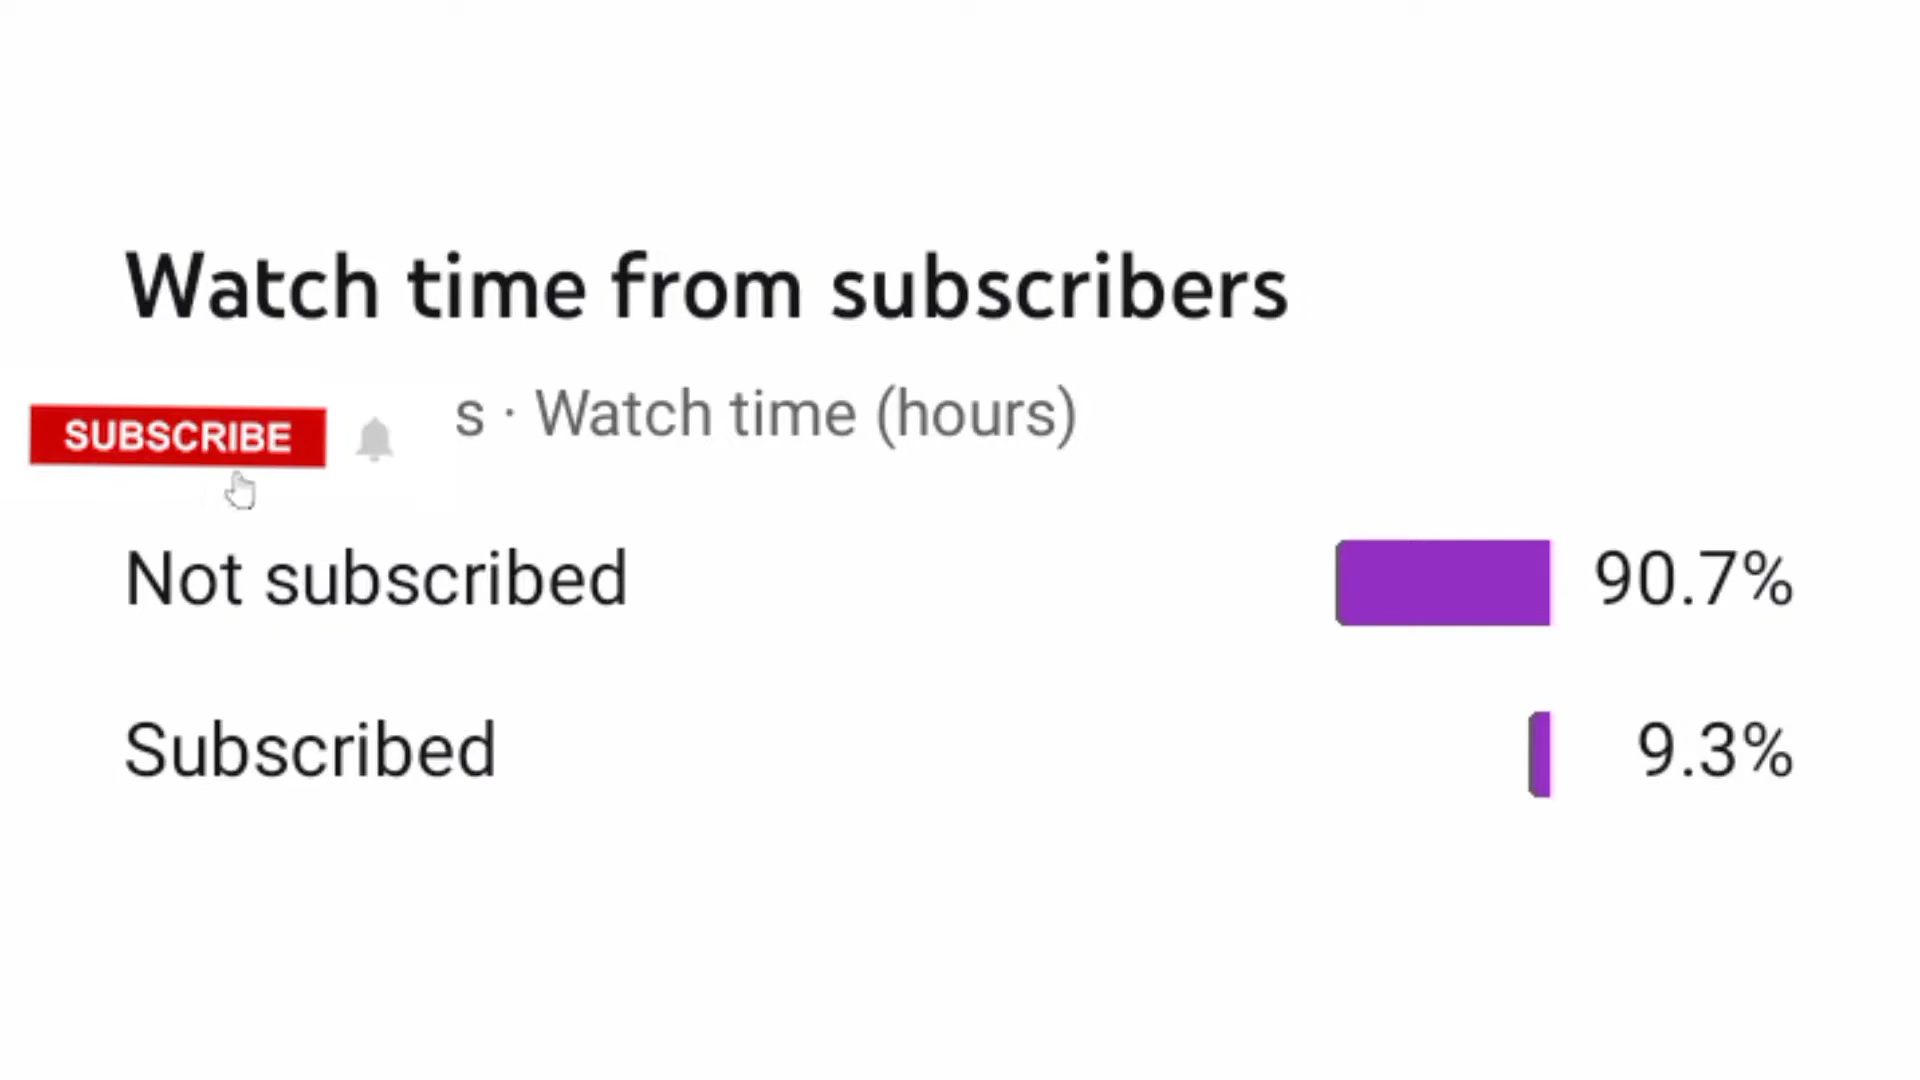 Watch time from subscribers
SUBSCRIBE
s · Watch time (hours)
Not subscribed 90.7%
Subscribed 9.3%